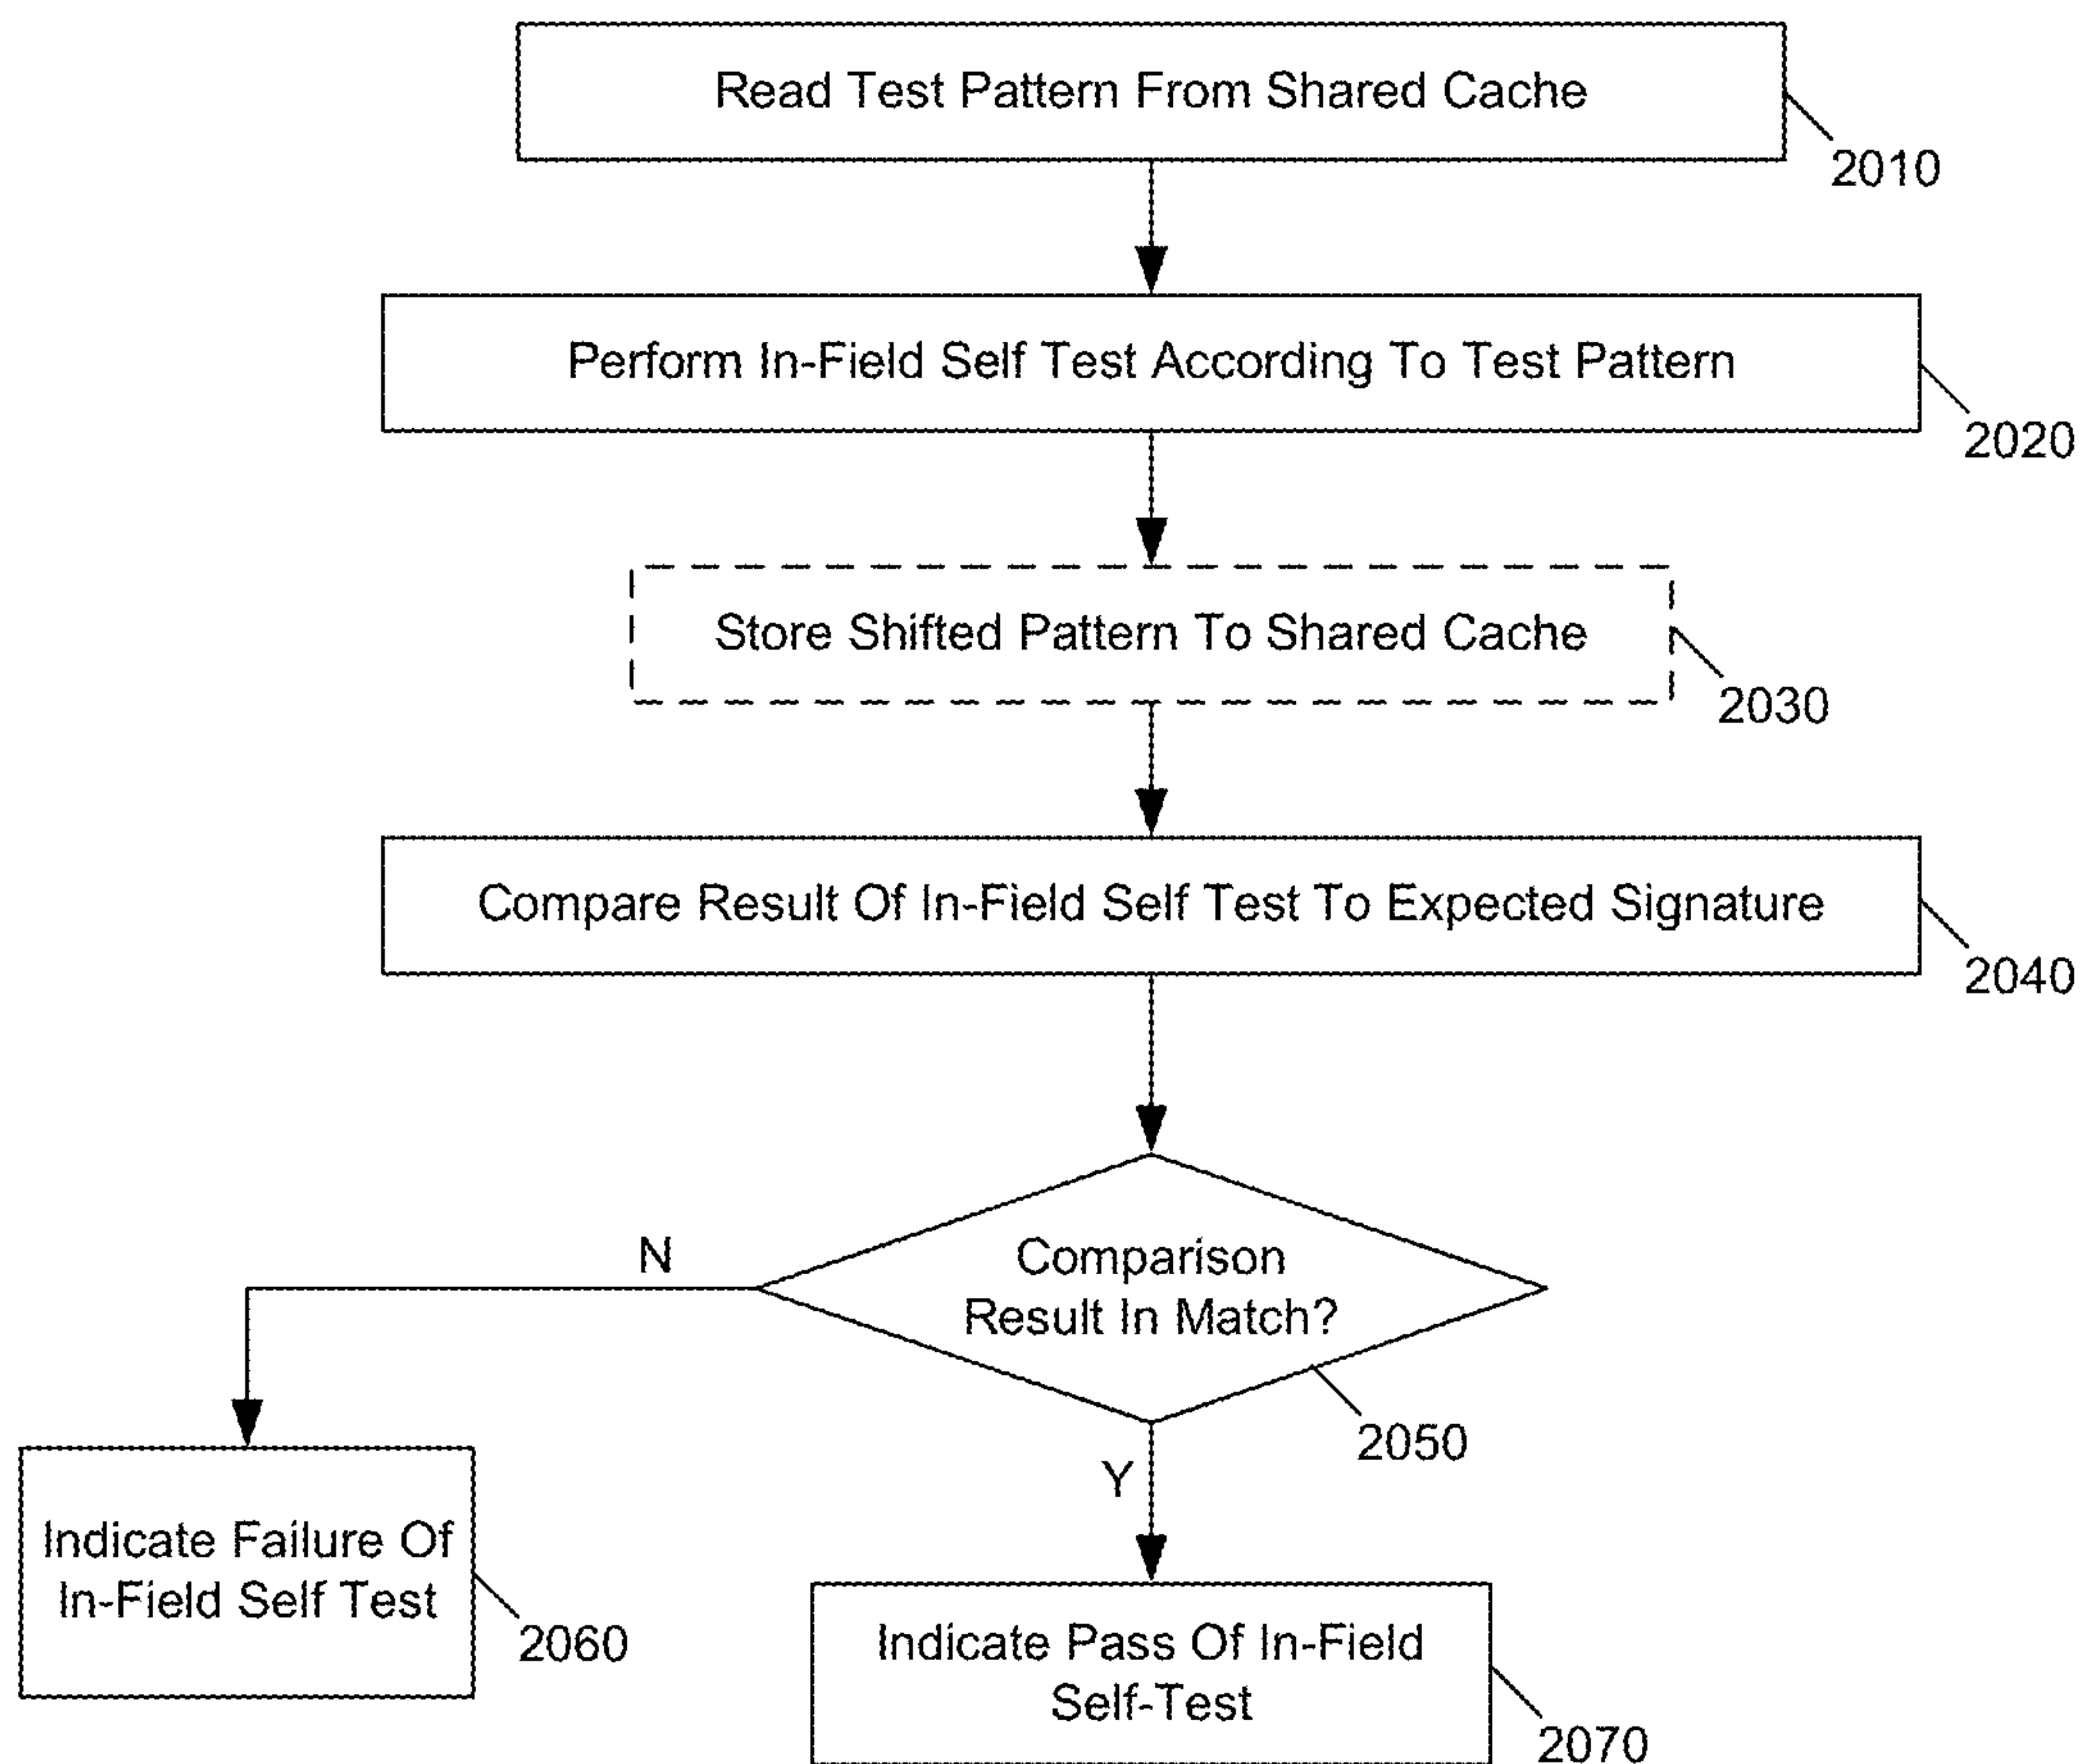 Read Test Pattern From Shared Cache
2010
Perform In-Field Self Test According To Test Pattern
2020
Store Shifted Pattern To Shared Cache
2030
Compare Result Of In-Field Self Test To Expected Signature
2040
N
Comparison
Result In Match?
2050
Y
Indicate Failure Of
In-Field Self Test
2060
Indicate Pass Of In-Field
Self-Test
2070